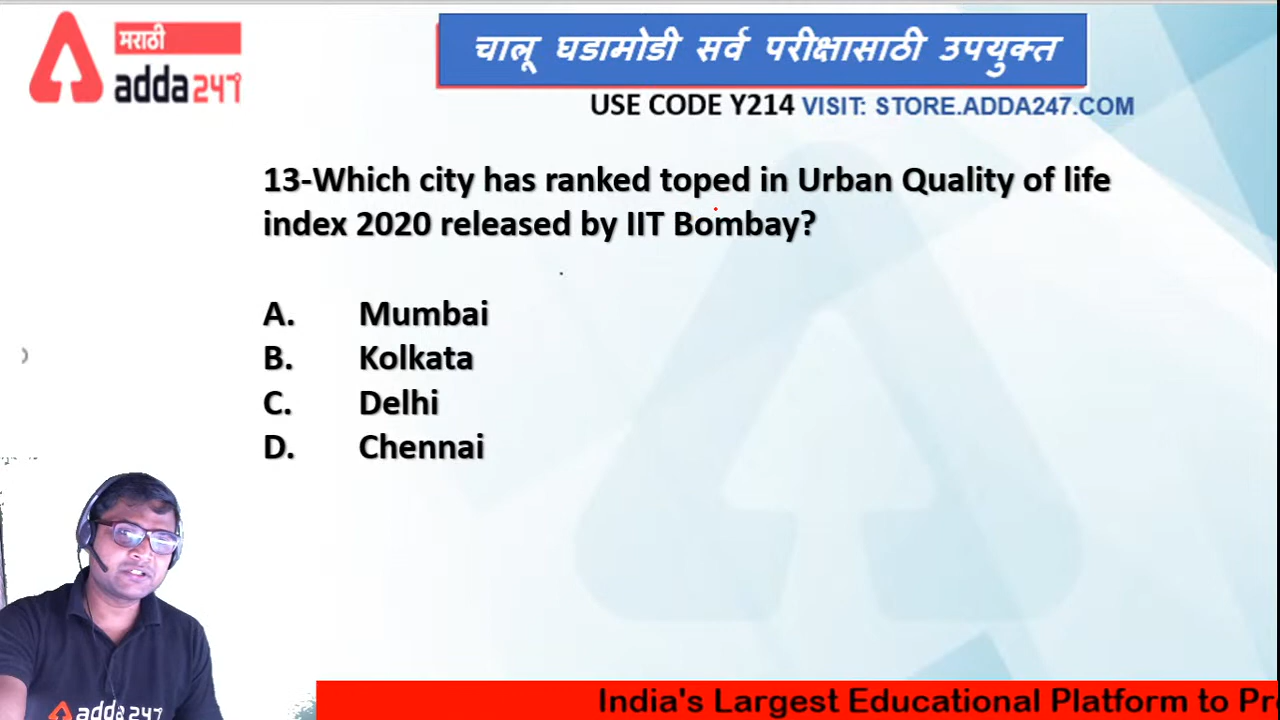 मराठी
adda247
चालू घडामोडी सर्व परीक्षासाठी उपयुक्त
USE CODE Y214 VISIT: STORE.ADDA247.COM
13-Which city has ranked toped in Urban Quality of life
index 2020 released by IIT Bombay?
A. Mumbai
B. Kolkata
C. Delhi
D. Chennai
adda247
India's Largest Educational Platform to Pr